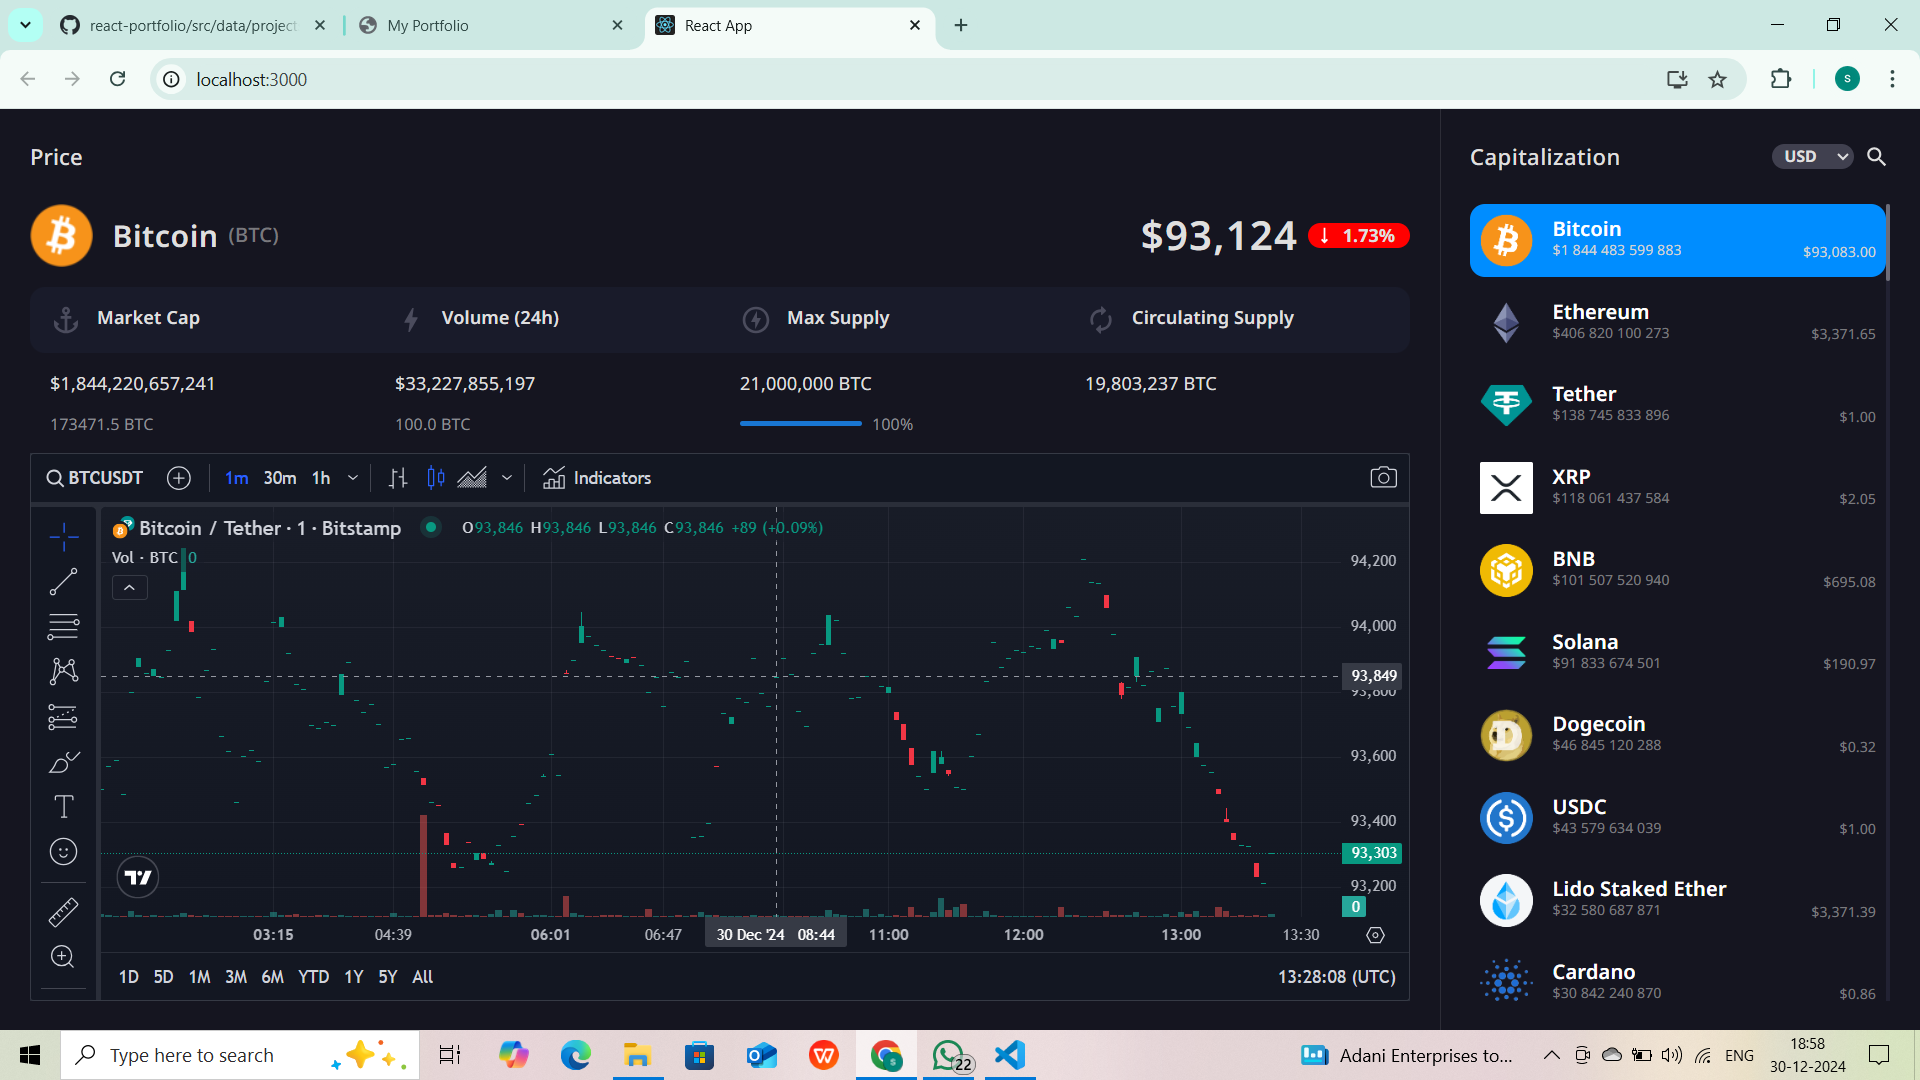 react-portfolio/src/data/project
My Portfolio
React App
localhost:3000
S
Price
Bitcoin (BTC)
$93,124 ↓ 1.73%
Market Cap
Volume (24h)
Max Supply
Circulating Supply
$1,844,220,657,241
$33,227,855,197
21,000,000 BTC
19,803,237 BTC
173471.5 BTC
100.0 BTC
100%
BTCUSDT
1m 30m 1h
Indicators
Bitcoin / Tether · 1 · Bitstamp
O93,846 H93,846 L93,846 C93,846 +89 (+0.09%)
Vol · BTC 0
94,200
94,000
93,849
93,800
93,600
93,400
93,303
93,200
0
03:15 04:39 06:01 06:47 30 Dec '24 08:44 11:00 12:00 13:00 13:30
1D 5D 1M 3M 6M YTD 1Y 5Y All
13:28:08 (UTC)
Capitalization
USD
Bitcoin
$1 844 483 599 883
$93,083.00
Ethereum
$406 820 100 273
$3,371.65
Tether
$138 745 833 896
$1.00
XRP
$118 061 437 584
$2.05
BNB
$101 507 520 940
$695.08
Solana
$91 833 674 501
$190.97
Dogecoin
$46 845 120 288
$0.32
USDC
$43 579 634 039
$1.00
Lido Staked Ether
$32 580 687 871
$3,371.39
Cardano
$30 842 240 870
$0.86
Type here to search
22
Adani Enterprises to...
ENG
18:58
30-12-2024